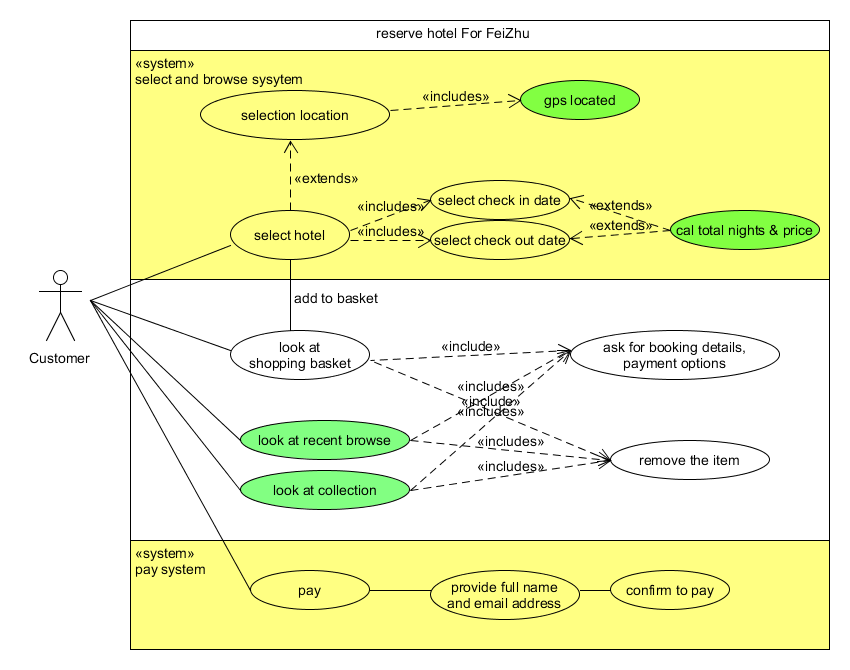 reserve hotel For FeiZhu
«system»
select and browse sysytem
selection location
«includes»
gps located
«extends»
select hotel
«includes»
«includes»
select check in date
select check out date
«extends»
«extends»
cal total nights & price
add to basket
Customer
look at
shopping basket
«include»
ask for booking details,
payment options
«includes»
«include»
«includes»
look at recent browse
«includes»
remove the item
look at collection
«includes»
«system»
pay system
pay
provide full name
and email address
confirm to pay